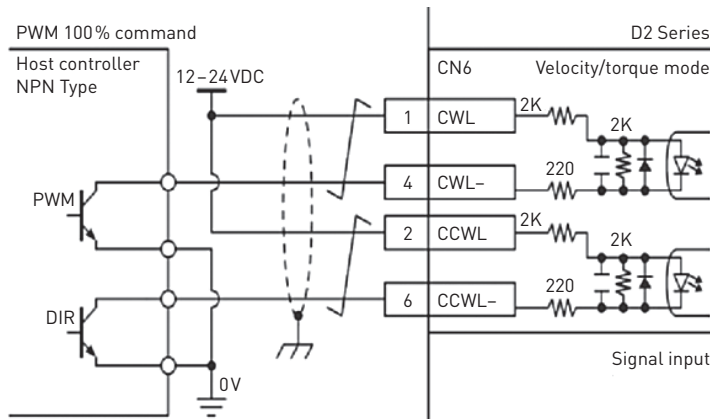 PWM 100% command
D2 Series
Host controller
NPN Type
12–24VDC
CN6
Velocity/torque mode
1
CWL
2K
2K
4
CWL–
220
PWM
2
CCWL
2K
2K
6
CCWL–
220
DIR
0V
Signal input